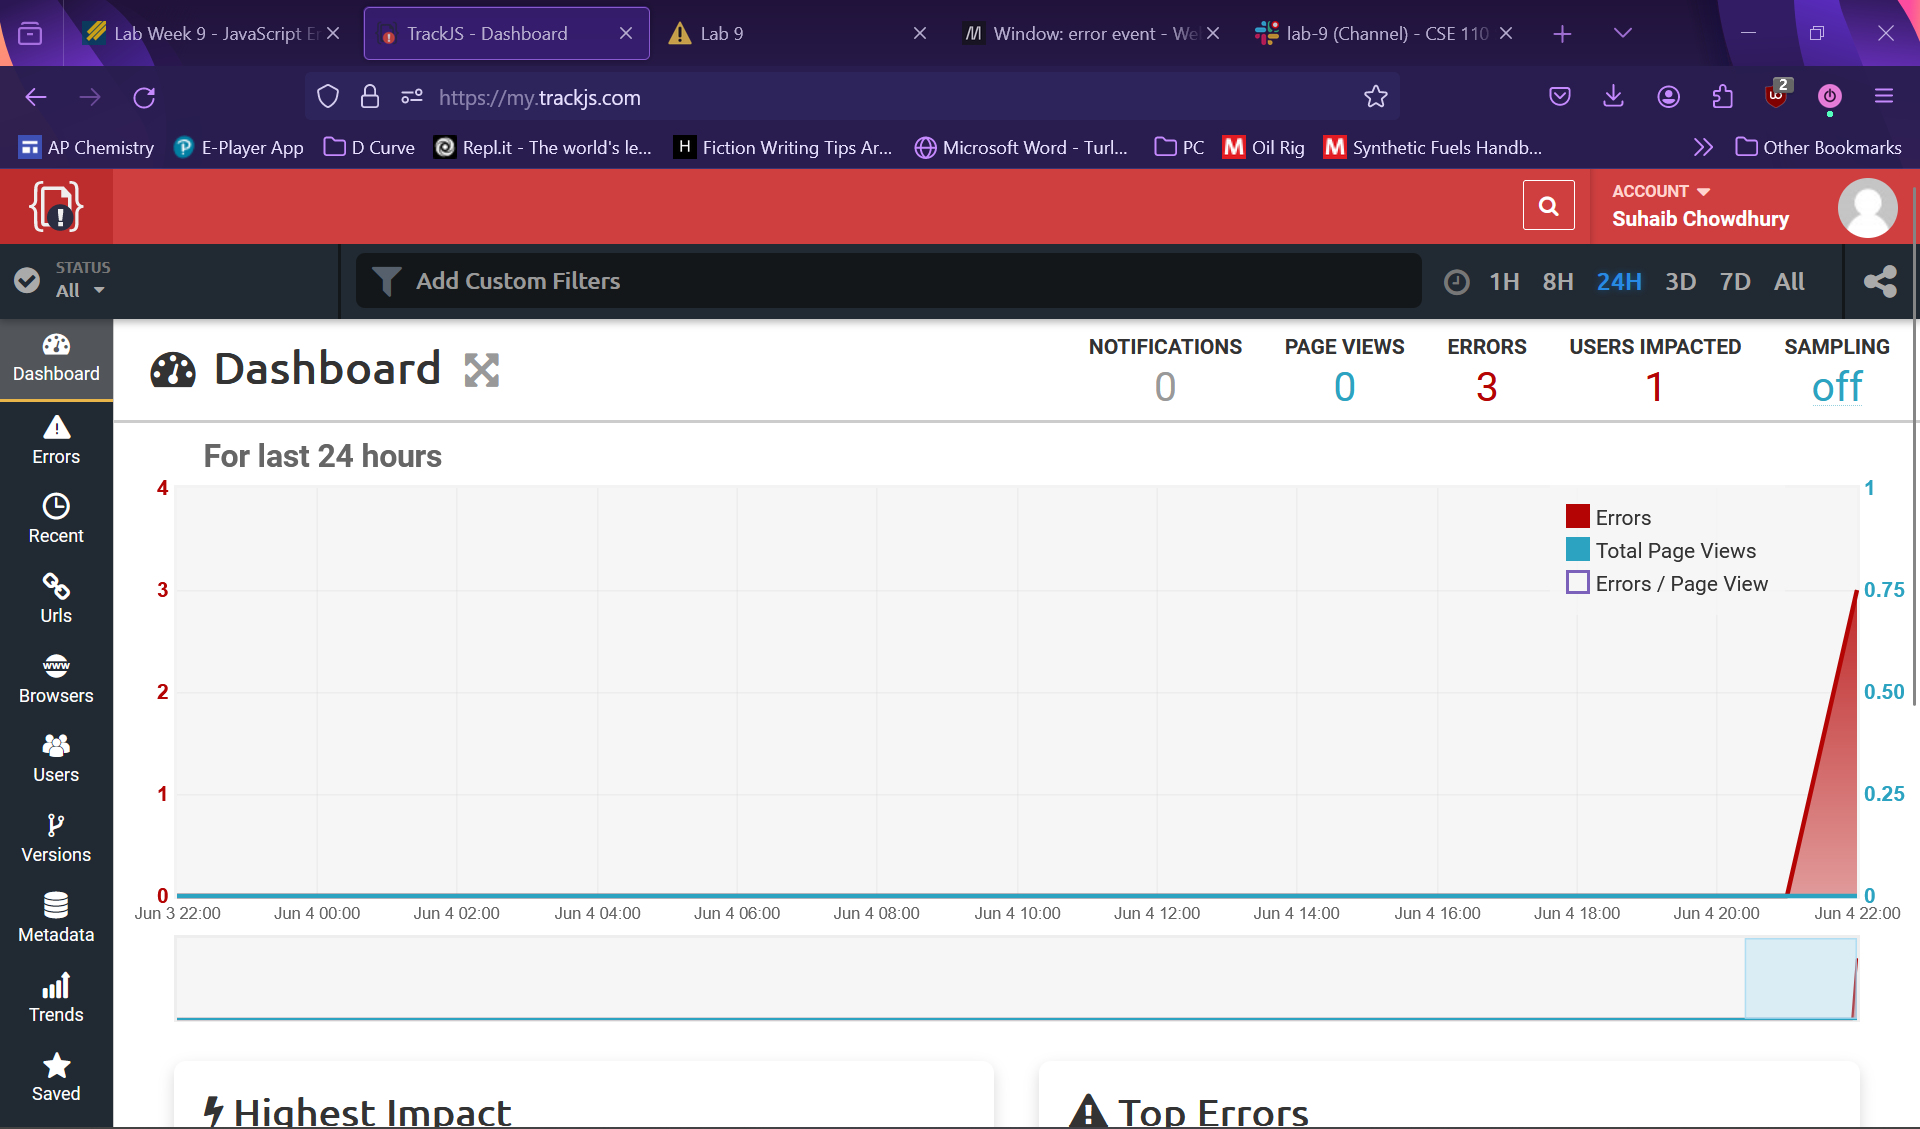 Lab Week 9 - JavaScript Er
TrackJS - Dashboard
Lab 9
Window: error event - We
lab-9 (Channel) - CSE 110
https://my.trackjs.com
2
AP Chemistry
E-Player App
D Curve
Repl.it - The world's le...
H
Fiction Writing Tips Ar...
Microsoft Word - Turl...
PC
M
Oil Rig
M
Synthetic Fuels Handb...
Other Bookmarks
ACCOUNT
Suhaib Chowdhury
STATUS
All
Add Custom Filters
1H 8H 24H 3D 7D All
Dashboard
Errors
Recent
Urls
www
Browsers
Users
Versions
Metadata
Trends
Saved
Dashboard
NOTIFICATIONS
0
PAGE VIEWS
0
ERRORS
3
USERS IMPACTED
1
SAMPLING
off
For last 24 hours
4
3
2
1
0
1
0.75
0.50
0.25
0
Errors
Total Page Views
Errors / Page View
Jun 3 22:00
Jun 4 00:00
Jun 4 02:00
Jun 4 04:00
Jun 4 06:00
Jun 4 08:00
Jun 4 10:00
Jun 4 12:00
Jun 4 14:00
Jun 4 16:00
Jun 4 18:00
Jun 4 20:00
Jun 4 22:00
Highest Impact
Top Errors